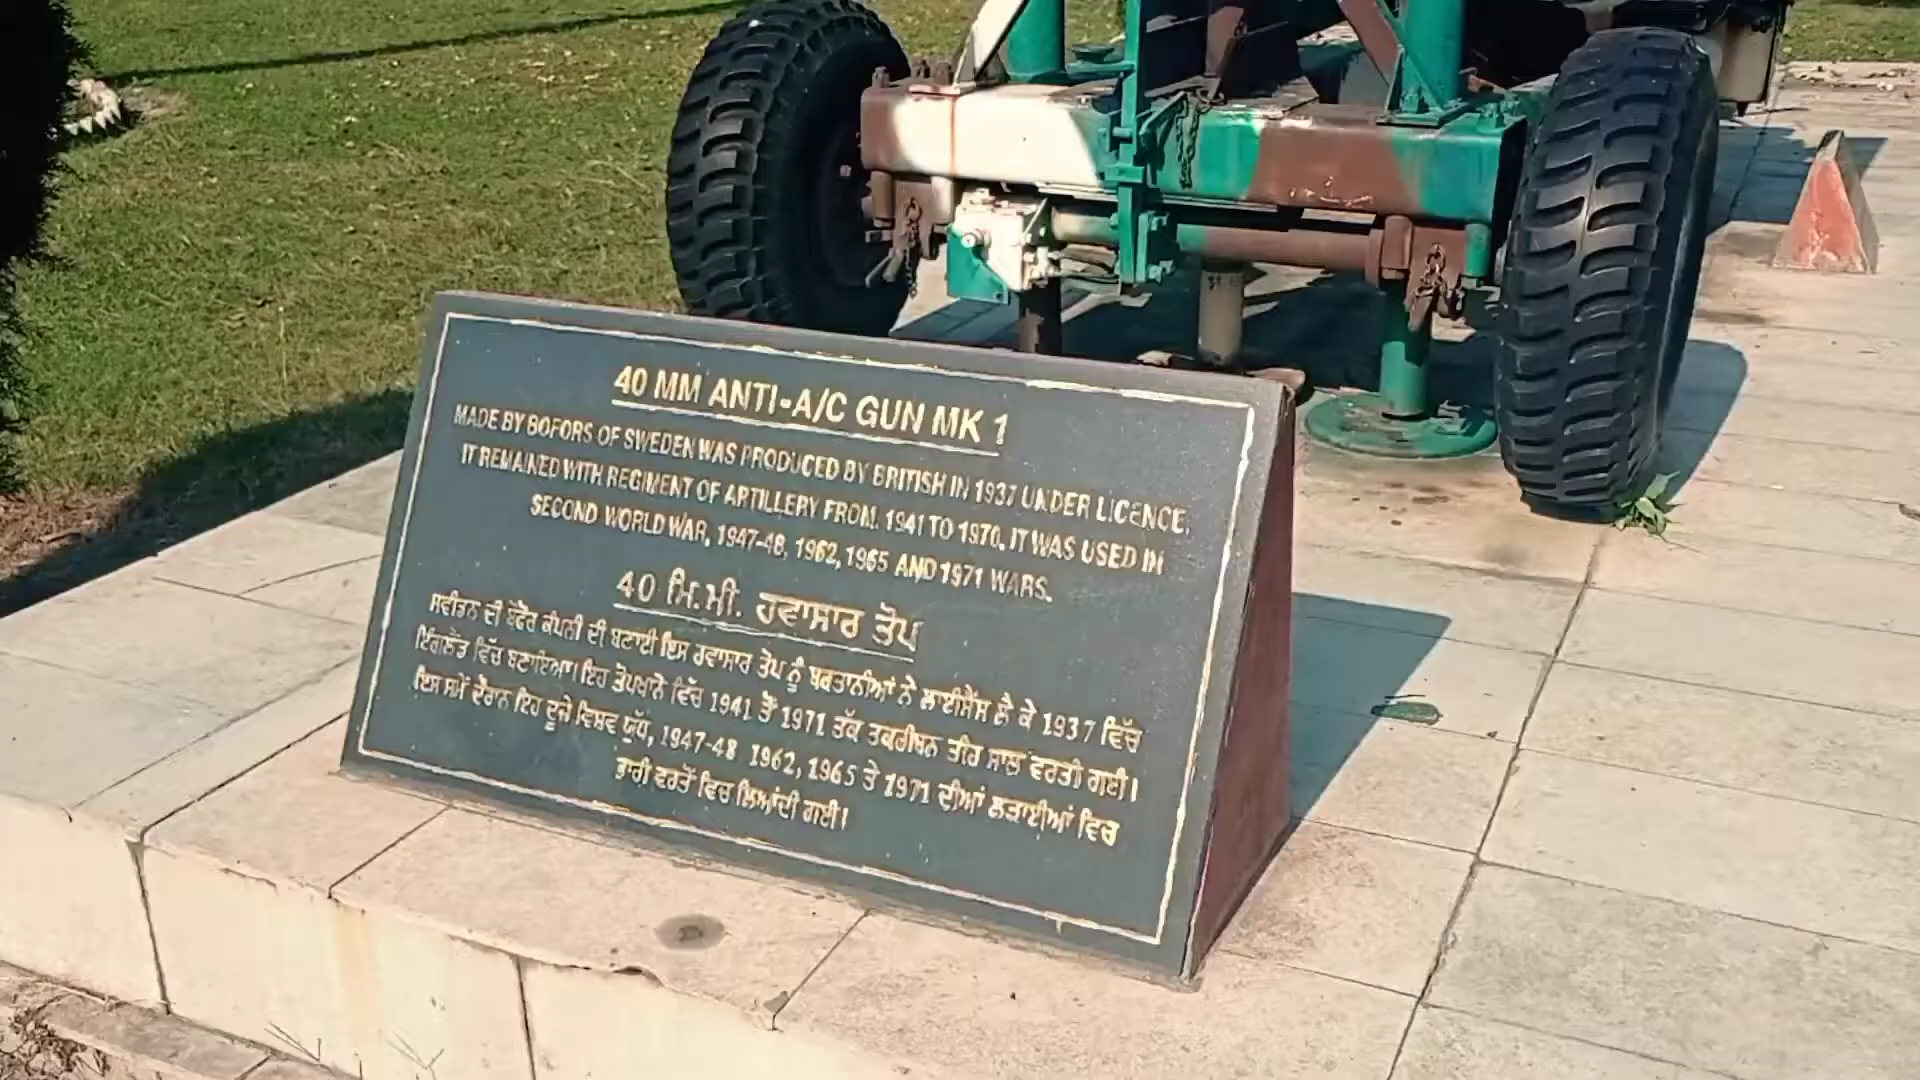 40 MM ANTI-A/C GUN MK 1
MADE BY BOFORS OF SWEDEN WAS PRODUCED BY BRITISH IN 1937 UNDER LICENCE.
IT REMAINED WITH REGIMENT OF ARTILLERY FROM 1941 TO 1970. IT WAS USED IN
SECOND WORLD WAR, 1947-48, 1962, 1965 AND 1971 WARS.
40 ਮਿ.ਮੀ. ਹਵਾਮਾਰ ਤੋਪ
ਸਵੀਡਨ ਦੀ ਬੋਫੋਰ ਕੰਪਨੀ ਦੀ ਬਣਾਈ ਇਸ ਹਵਾਮਾਰ ਤੋਪ ਨੂੰ ਬਰਤਾਨੀਆਂ ਨੇ ਲਾਈਸੈਂਸ ਲੈ ਕੇ 1937 ਵਿੱਚ
ਇੰਗਲੈਂਡ ਵਿੱਚ ਬਣਾਇਆ। ਇਹ ਤੋਪਖਾਨੇ ਵਿੱਚ 1941 ਤੋਂ 1971 ਤੱਕ ਤਕਰੀਬਨ ਤੀਹ ਸਾਲ ਵਰਤੀ ਗਈ।
ਇਸ ਸਮੇਂ ਦੌਰਾਨ ਇਹ ਦੂਜੇ ਵਿਸ਼ਵ ਯੁੱਧ, 1947-48 1962, 1965 ਤੇ 1971 ਦੀਆਂ ਲੜਾਈਆਂ ਵਿਚ
ਭਾਰੀ ਵਰਤੋਂ ਵਿਚ ਲਿਆਂਦੀ ਗਈ।